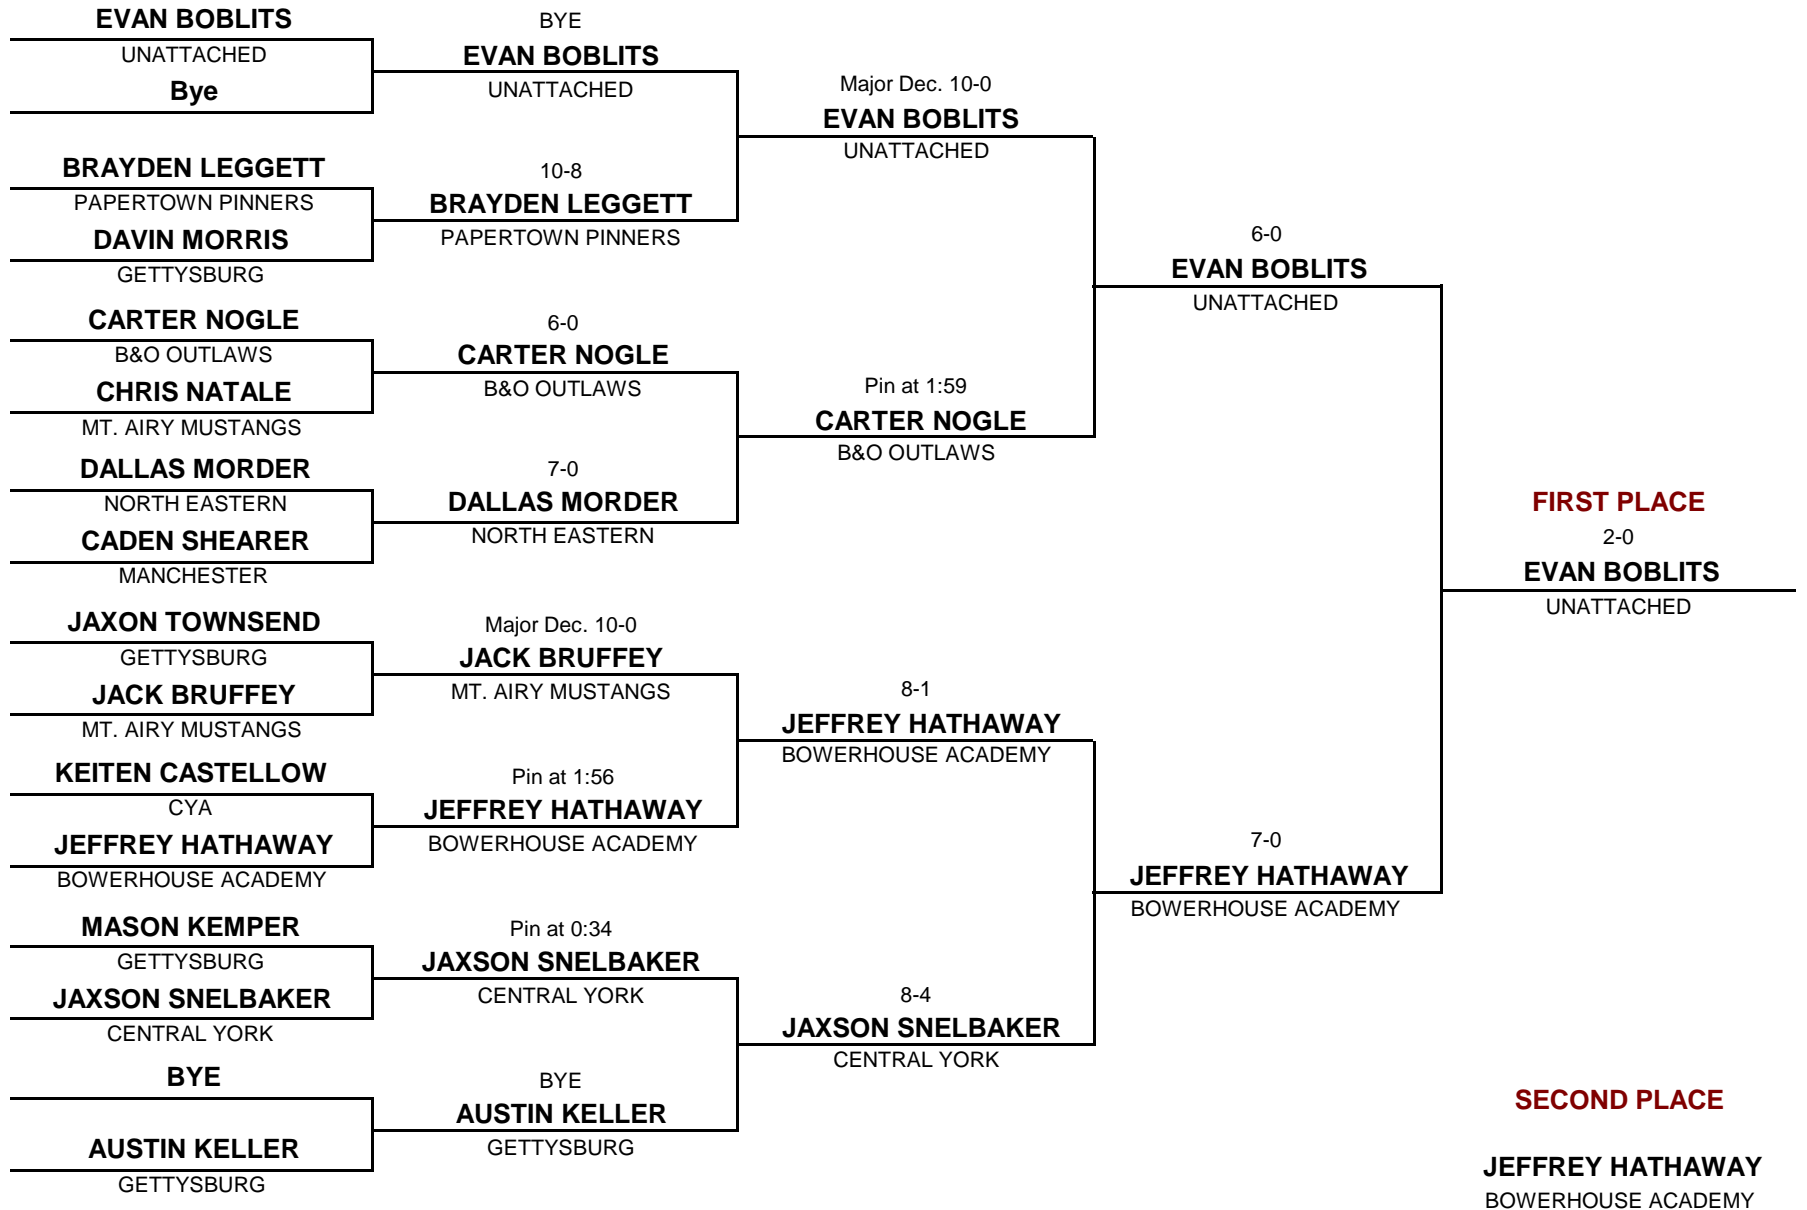 EVAN BOBLITS
UNATTACHED
Bye
BRAYDEN LEGGETT
PAPERTOWN PINNERS
DAVIN MORRIS
GETTYSBURG
CARTER NOGLE
B&O OUTLAWS
CHRIS NATALE
MT. AIRY MUSTANGS
DALLAS MORDER
NORTH EASTERN
CADEN SHEARER
MANCHESTER
JAXON TOWNSEND
GETTYSBURG
JACK BRUFFEY
MT. AIRY MUSTANGS
KEITEN CASTELLOW
CYA
JEFFREY HATHAWAY
BOWERHOUSE ACADEMY
MASON KEMPER
GETTYSBURG
JAXSON SNELBAKER
CENTRAL YORK
BYE
AUSTIN KELLER
GETTYSBURG
BYE
EVAN BOBLITS
UNATTACHED
10-8
BRAYDEN LEGGETT
PAPERTOWN PINNERS
6-0
CARTER NOGLE
B&O OUTLAWS
7-0
DALLAS MORDER
NORTH EASTERN
Major Dec. 10-0
JACK BRUFFEY
MT. AIRY MUSTANGS
Pin at 1:56
JEFFREY HATHAWAY
BOWERHOUSE ACADEMY
Pin at 0:34
JAXSON SNELBAKER
CENTRAL YORK
BYE
AUSTIN KELLER
GETTYSBURG
Major Dec. 10-0
EVAN BOBLITS
UNATTACHED
Pin at 1:59
CARTER NOGLE
B&O OUTLAWS
8-1
JEFFREY HATHAWAY
BOWERHOUSE ACADEMY
8-4
JAXSON SNELBAKER
CENTRAL YORK
6-0
EVAN BOBLITS
UNATTACHED
7-0
JEFFREY HATHAWAY
BOWERHOUSE ACADEMY
FIRST PLACE
2-0
EVAN BOBLITS
UNATTACHED
SECOND PLACE
JEFFREY HATHAWAY
BOWERHOUSE ACADEMY